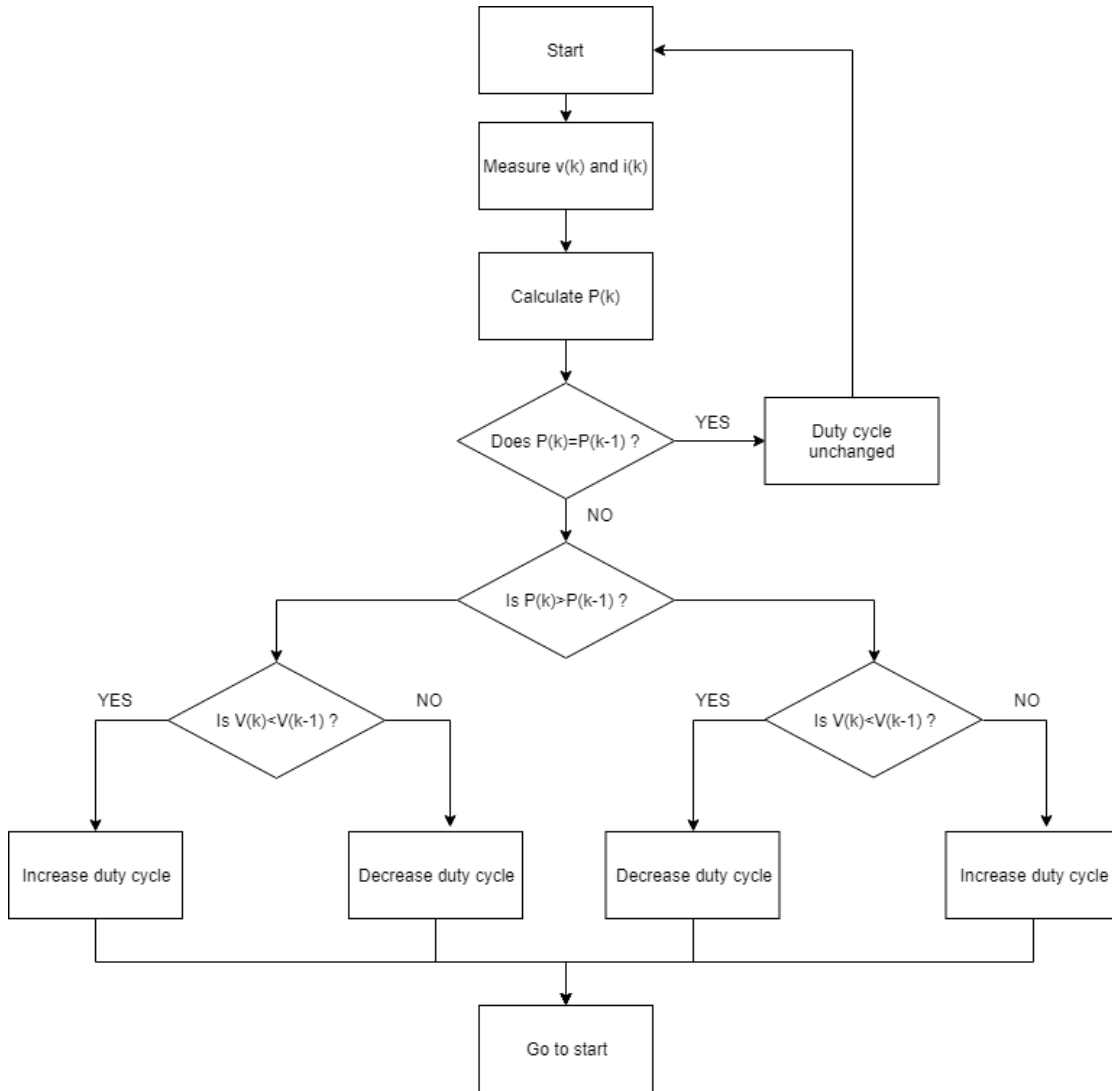 Start
Measure v(k) and i(k)
Calculate P(k)
Does P(k)=P(k-1) ?
YES
Duty cycle
unchanged
NO
Is P(k)>P(k-1) ?
YES
Is V(k)<V(k-1) ?
NO
YES
Is V(k)<V(k-1) ?
NO
Increase duty cycle
Decrease duty cycle
Decrease duty cycle
Increase duty cycle
Go to start